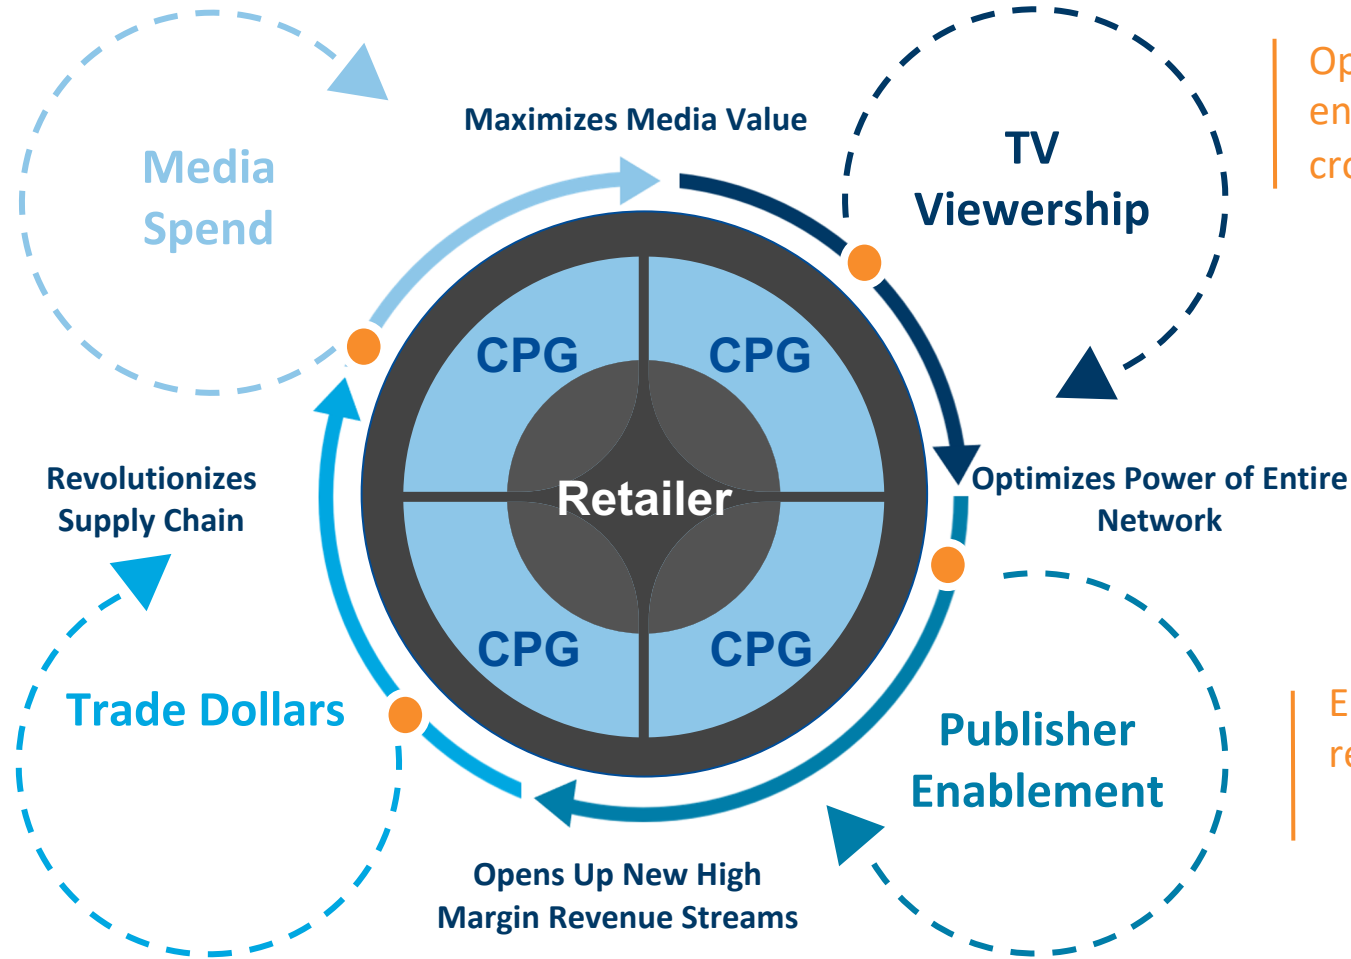 Maximizes Media Value
Media
Spend
TV
Viewership
CPG
CPG
Revolutionizes
Supply Chain
Retailer
Optimizes Power of Entire
Network
CPG
CPG
Trade Dollars
Publisher
Enablement
Opens Up New High
Margin Revenue Streams